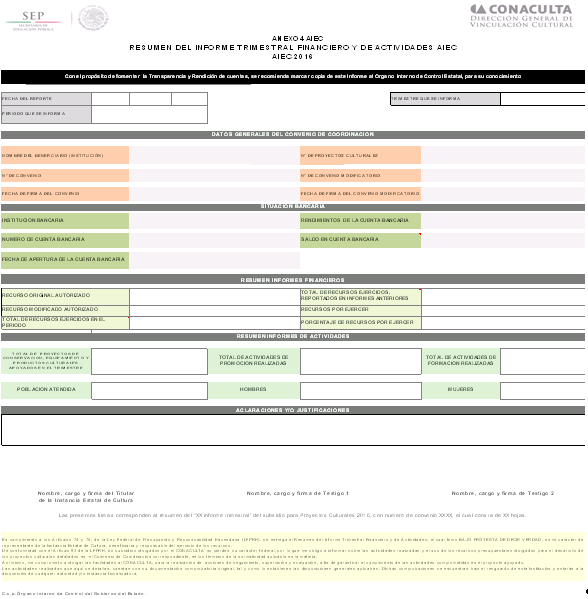 SEP
SECRETARÍA DE
EDUCACIÓN PÚBLICA
CONACULTA
DIRECCIÓN GENERAL DE
VINCULACIÓN CULTURAL
ANEXO 4 AIEC
RESUMEN DEL INFORME TRIMESTRAL FINANCIERO Y DE ACTIVIDADES AIEC
AIEC 2016
Con el propósito de fomentar la Transparencia y Rendición de cuentas, se recomienda marcar copia de este Informe al Órgano Interno de Control Estatal, para su conocimiento
FECHA DEL REPORTE
TRIMESTRE QUE SE INFORMA
PERIODO QUE SE INFORMA
DATOS GENERALES DEL CONVENIO DE COORDINACIÓN
NOMBRE DEL BENEFICIARIO (INSTITUCIÓN)
N° DE PROYECTOS CULTURALES
N° DE CONVENIO
N° DE CONVENIO MODIFICATORIO
FECHA DE FIRMA DEL CONVENIO
FECHA DE FIRMA DEL CONVENIO MODIFICATORIO
SITUACIÓN BANCARIA
INSTITUCIÓN BANCARIA
RENDIMIENTOS DE LA CUENTA BANCARIA
NUMERO DE CUENTA BANCARIA
SALDO EN CUENTA BANCARIA
FECHA DE APERTURA DE LA CUENTA BANCARIA
RESUMEN INFORMES FINANCIEROS
RECURSO ORIGINAL AUTORIZADO
TOTAL DE RECURSOS EJERCIDOS,
REPORTADOS EN INFORMES ANTERIORES
RECURSO MODIFICADO AUTORIZADO
RECURSOS POR EJERCER
TOTAL DE RECURSOS EJERCIDOS EN EL
PERIODO
PORCENTAJE DE RECURSOS POR EJERCER
RESUMEN INFORMES DE ACTIVIDADES
TOTAL DE PROYECTOS DE
CONSERVACIÓN, EQUIPAMIENTO Y
PRODUCTOS CULTURALES
APOYADOS EN EL TRIMESTRE
TOTAL DE ACTIVIDADES DE
PROMOCIÓN REALIZADAS
TOTAL DE ACTIVIDADES DE
FORMACIÓN REALIZADAS
POBLACIÓN ATENDIDA
HOMBRES
MUJERES
ACLARACIONES Y/O JUSTIFICACIONES
Nombre, cargo y firma del Titular
de la Instancia Estatal de Cultura
Nombre, cargo y firma de Testigo 1
Nombre, cargo y firma de Testigo 2
Las presentes firmas corresponden al resumen del "XX informe trimestral" del subsidio para Proyectos Culturales 2016, con numero de convenio XXXX, el cual consta de XX hojas.
C.c.p. Órgano Interno de Control del Gobierno del Estado.